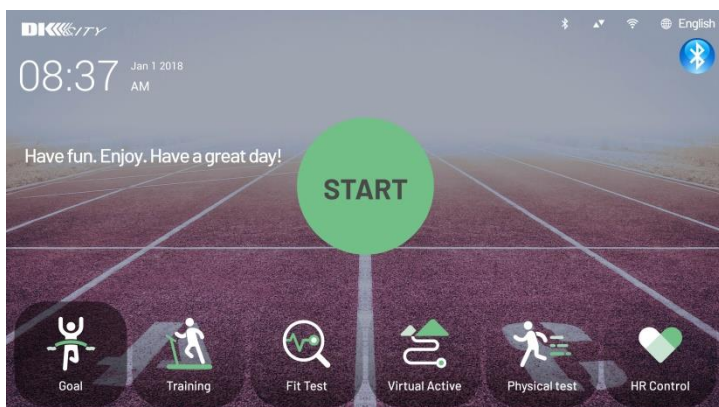 DK CITY
English
08:37
Jan 1 2018
AM
Have fun. Enjoy. Have a great day!
START
Goal
Training
Fit Test
Virtual Active
Physical test
HR Control